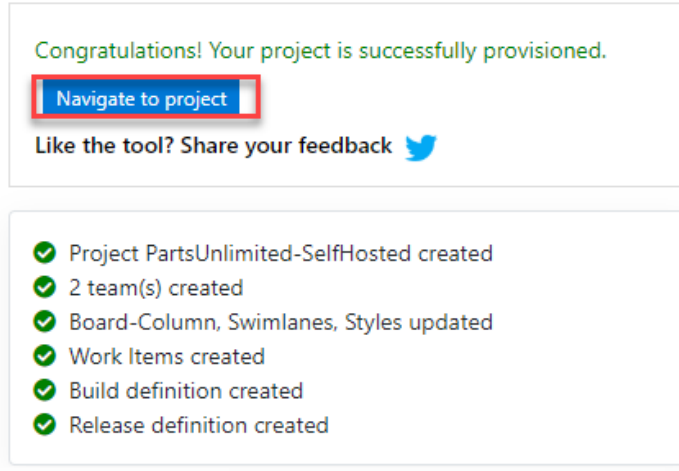 Congratulations! Your project is successfully provisioned.
Navigate to project
Like the tool? Share your feedback
Project PartsUnlimited-SelfHosted created
2 team(s) created
Board-Column, Swimlanes, Styles updated
Work Items created
Build definition created
Release definition created